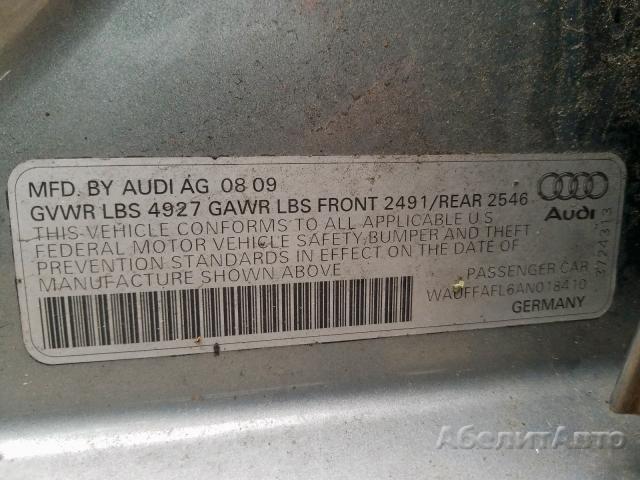 MFD. BY AUDI AG 08 09
GVWR LBS 4927 GAWR LBS FRONT 2491/REAR 2546
THIS VEHICLE CONFORMS TO ALL APPLICABLE U S
FEDERAL MOTOR VEHICLE SAFETY, BUMPER AND THEFT
PREVENTION STANDARDS IN EFFECT ON THE DATE OF
MANUFACTURE SHOWN ABOVE
PASSENGER CAR
WAUFFAFL6AN018410
GERMANY
Audi
3724313
АбелитАвто